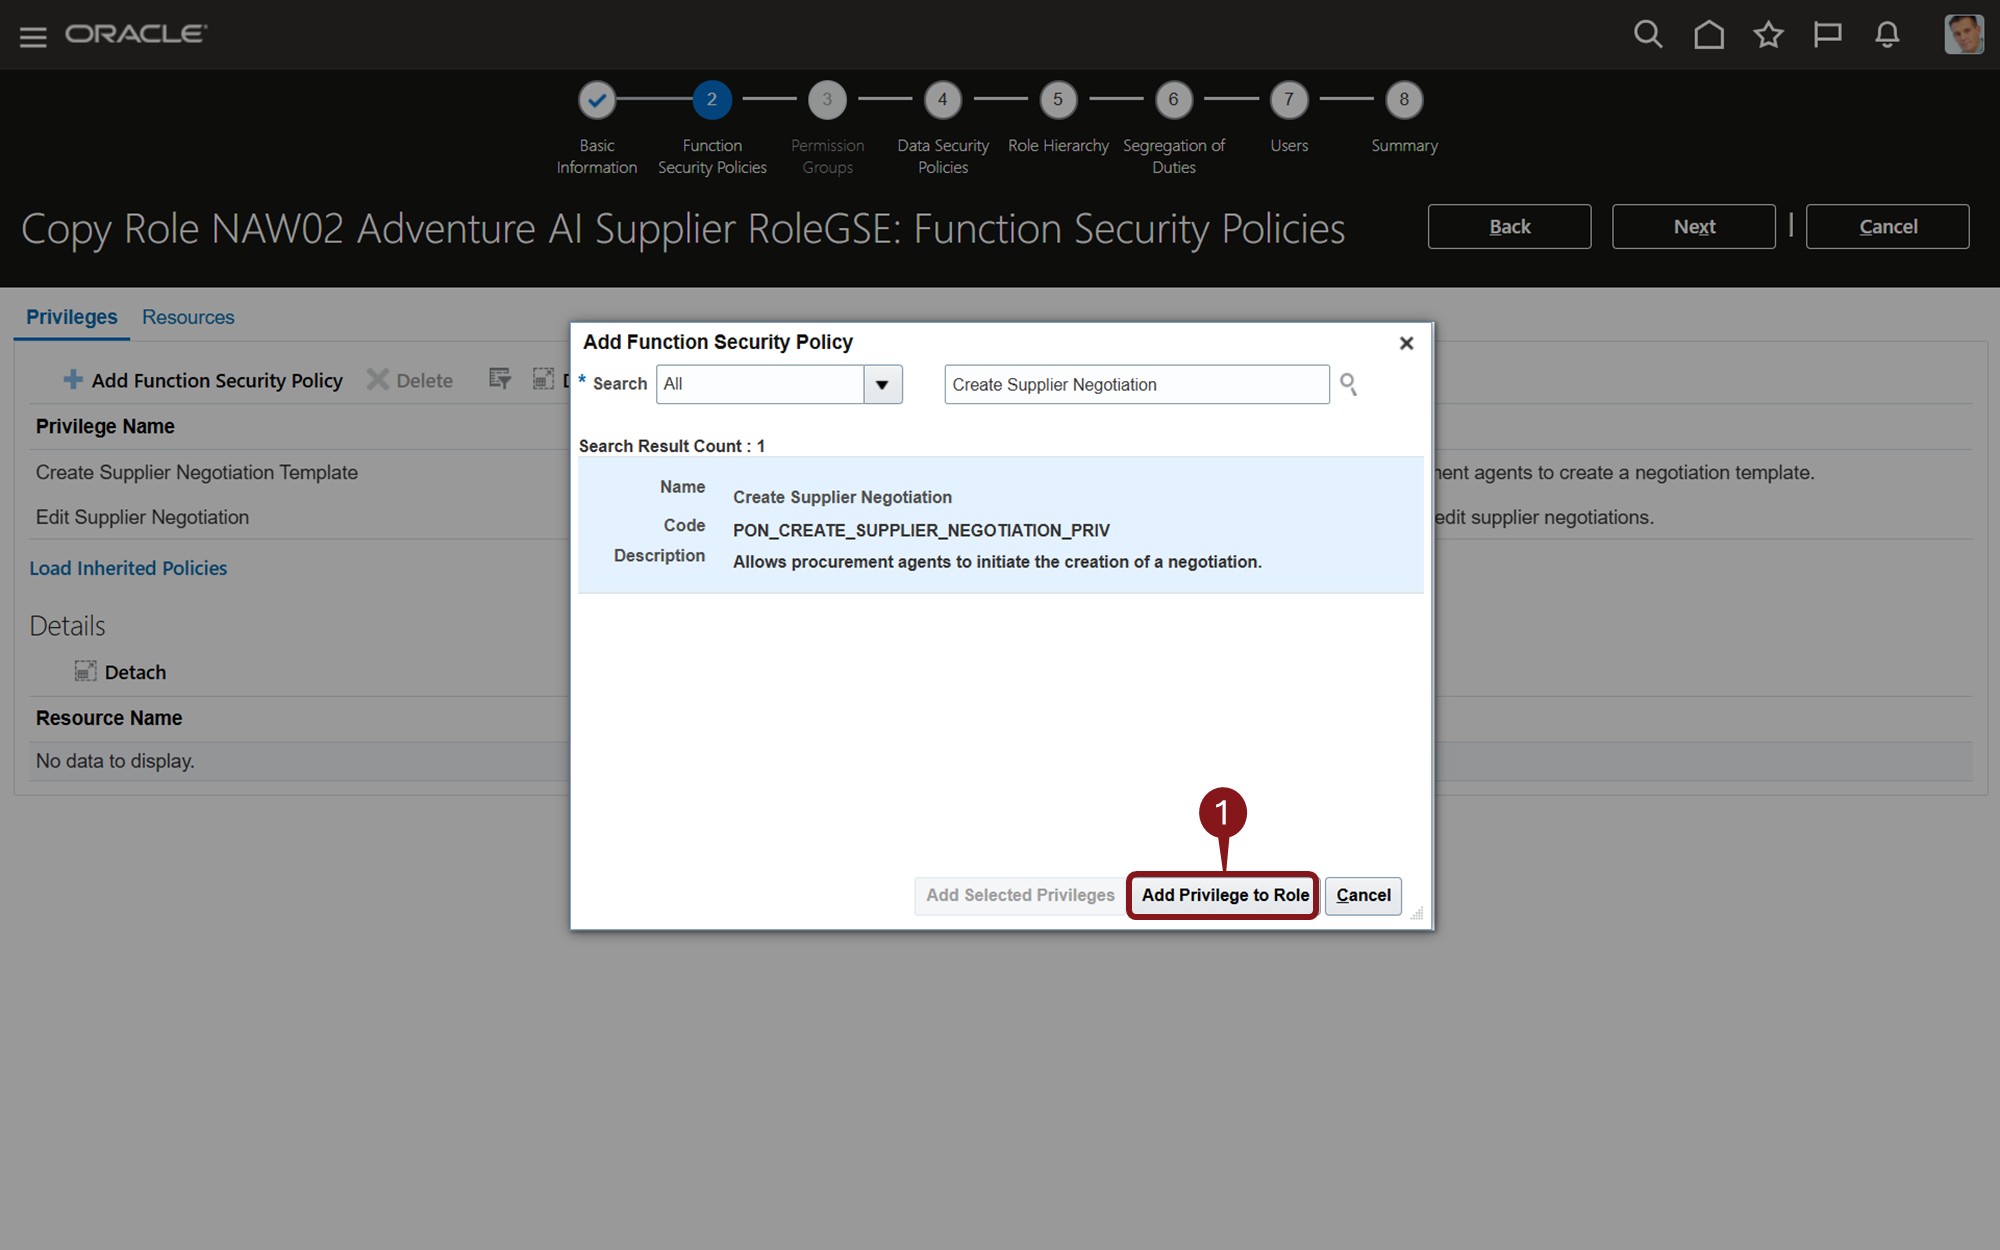 ORACLE
2
3
4
5
6
7
8
Basic
Information
Function
Security Policies
Permission
Groups
Data Security
Policies
Role Hierarchy
Segregation of
Duties
Users
Summary
Copy Role NAW02 Adventure AI Supplier RoleGSE: Function Security Policies
Back
Next
Cancel
Privileges
Resources
Add Function Security Policy
Delete
Privilege Name
Create Supplier Negotiation Template
agents to create a negotiation template.
Edit Supplier Negotiation
edit supplier negotiations.
Load Inherited Policies
Details
Detach
Resource Name
No data to display.
Add Function Security Policy
* Search
All
Create Supplier Negotiation
Search Result Count : 1
Name
Create Supplier Negotiation
Code
PON_CREATE_SUPPLIER_NEGOTIATION_PRIV
Description
Allows procurement agents to initiate the creation of a negotiation.
1
Add Selected Privileges
Add Privilege to Role
Cancel